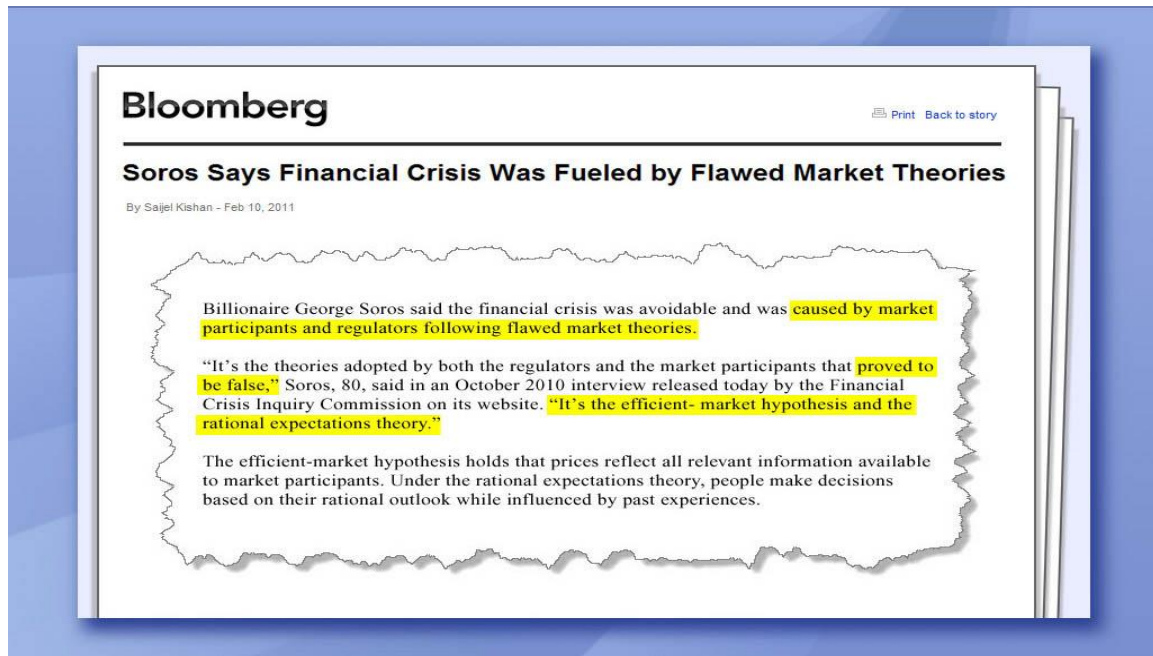 Bloomberg
Print Back to story
Soros Says Financial Crisis Was Fueled by Flawed Market Theories
By Saijel Kishan - Feb 10, 2011
Billionaire George Soros said the financial crisis was avoidable and was caused by market
participants and regulators following flawed market theories.
“It’s the theories adopted by both the regulators and the market participants that proved to
be false,” Soros, 80, said in an October 2010 interview released today by the Financial
Crisis Inquiry Commission on its website. “It’s the efficient- market hypothesis and the
rational expectations theory.”
The efficient-market hypothesis holds that prices reflect all relevant information available
to market participants. Under the rational expectations theory, people make decisions
based on their rational outlook while influenced by past experiences.